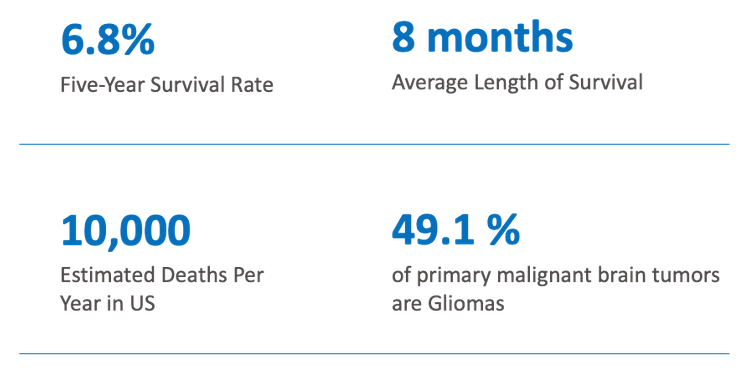 6.8%
8 months
Five-Year Survival Rate
Average Length of Survival
10,000
49.1 %
Estimated Deaths Per
Year in US
of primary malignant brain tumors
are Gliomas